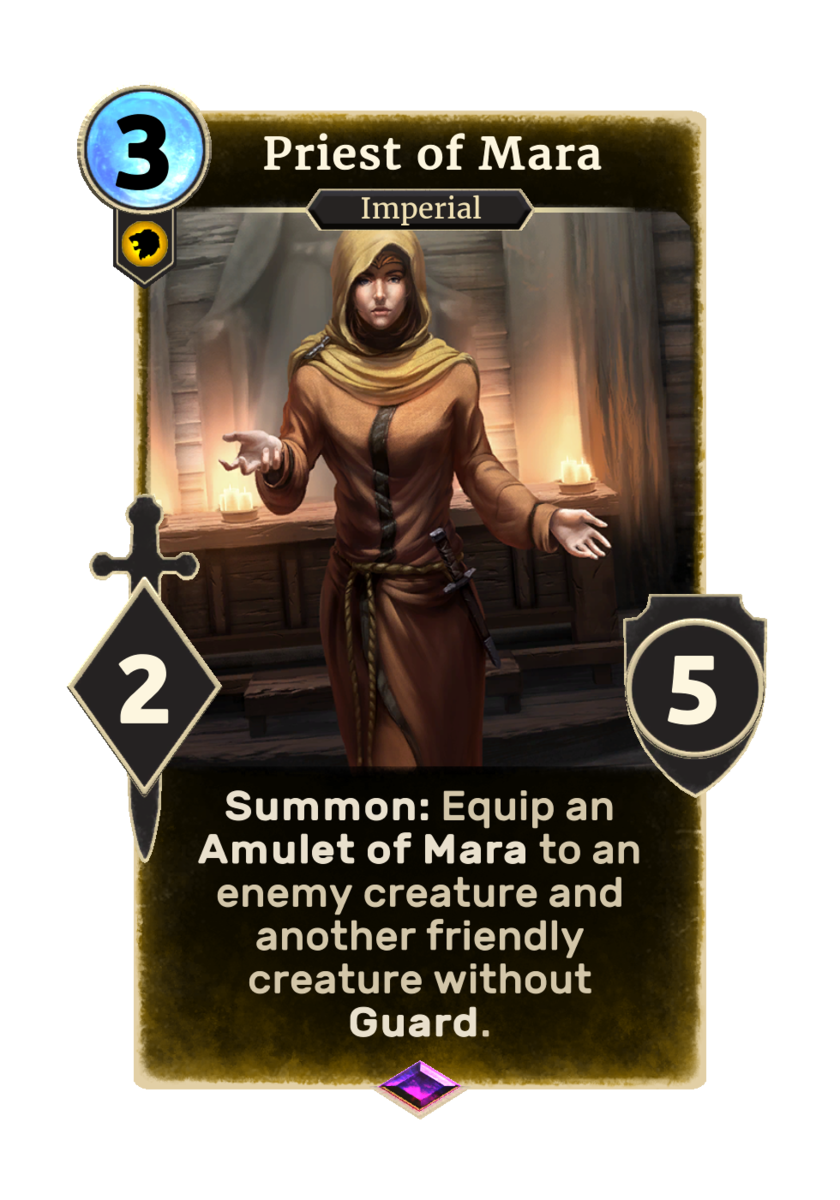 3
Priest of Mara
Imperial
2
5
Summon: Equip an
Amulet of Mara to an
enemy creature and
another friendly
creature without
Guard.